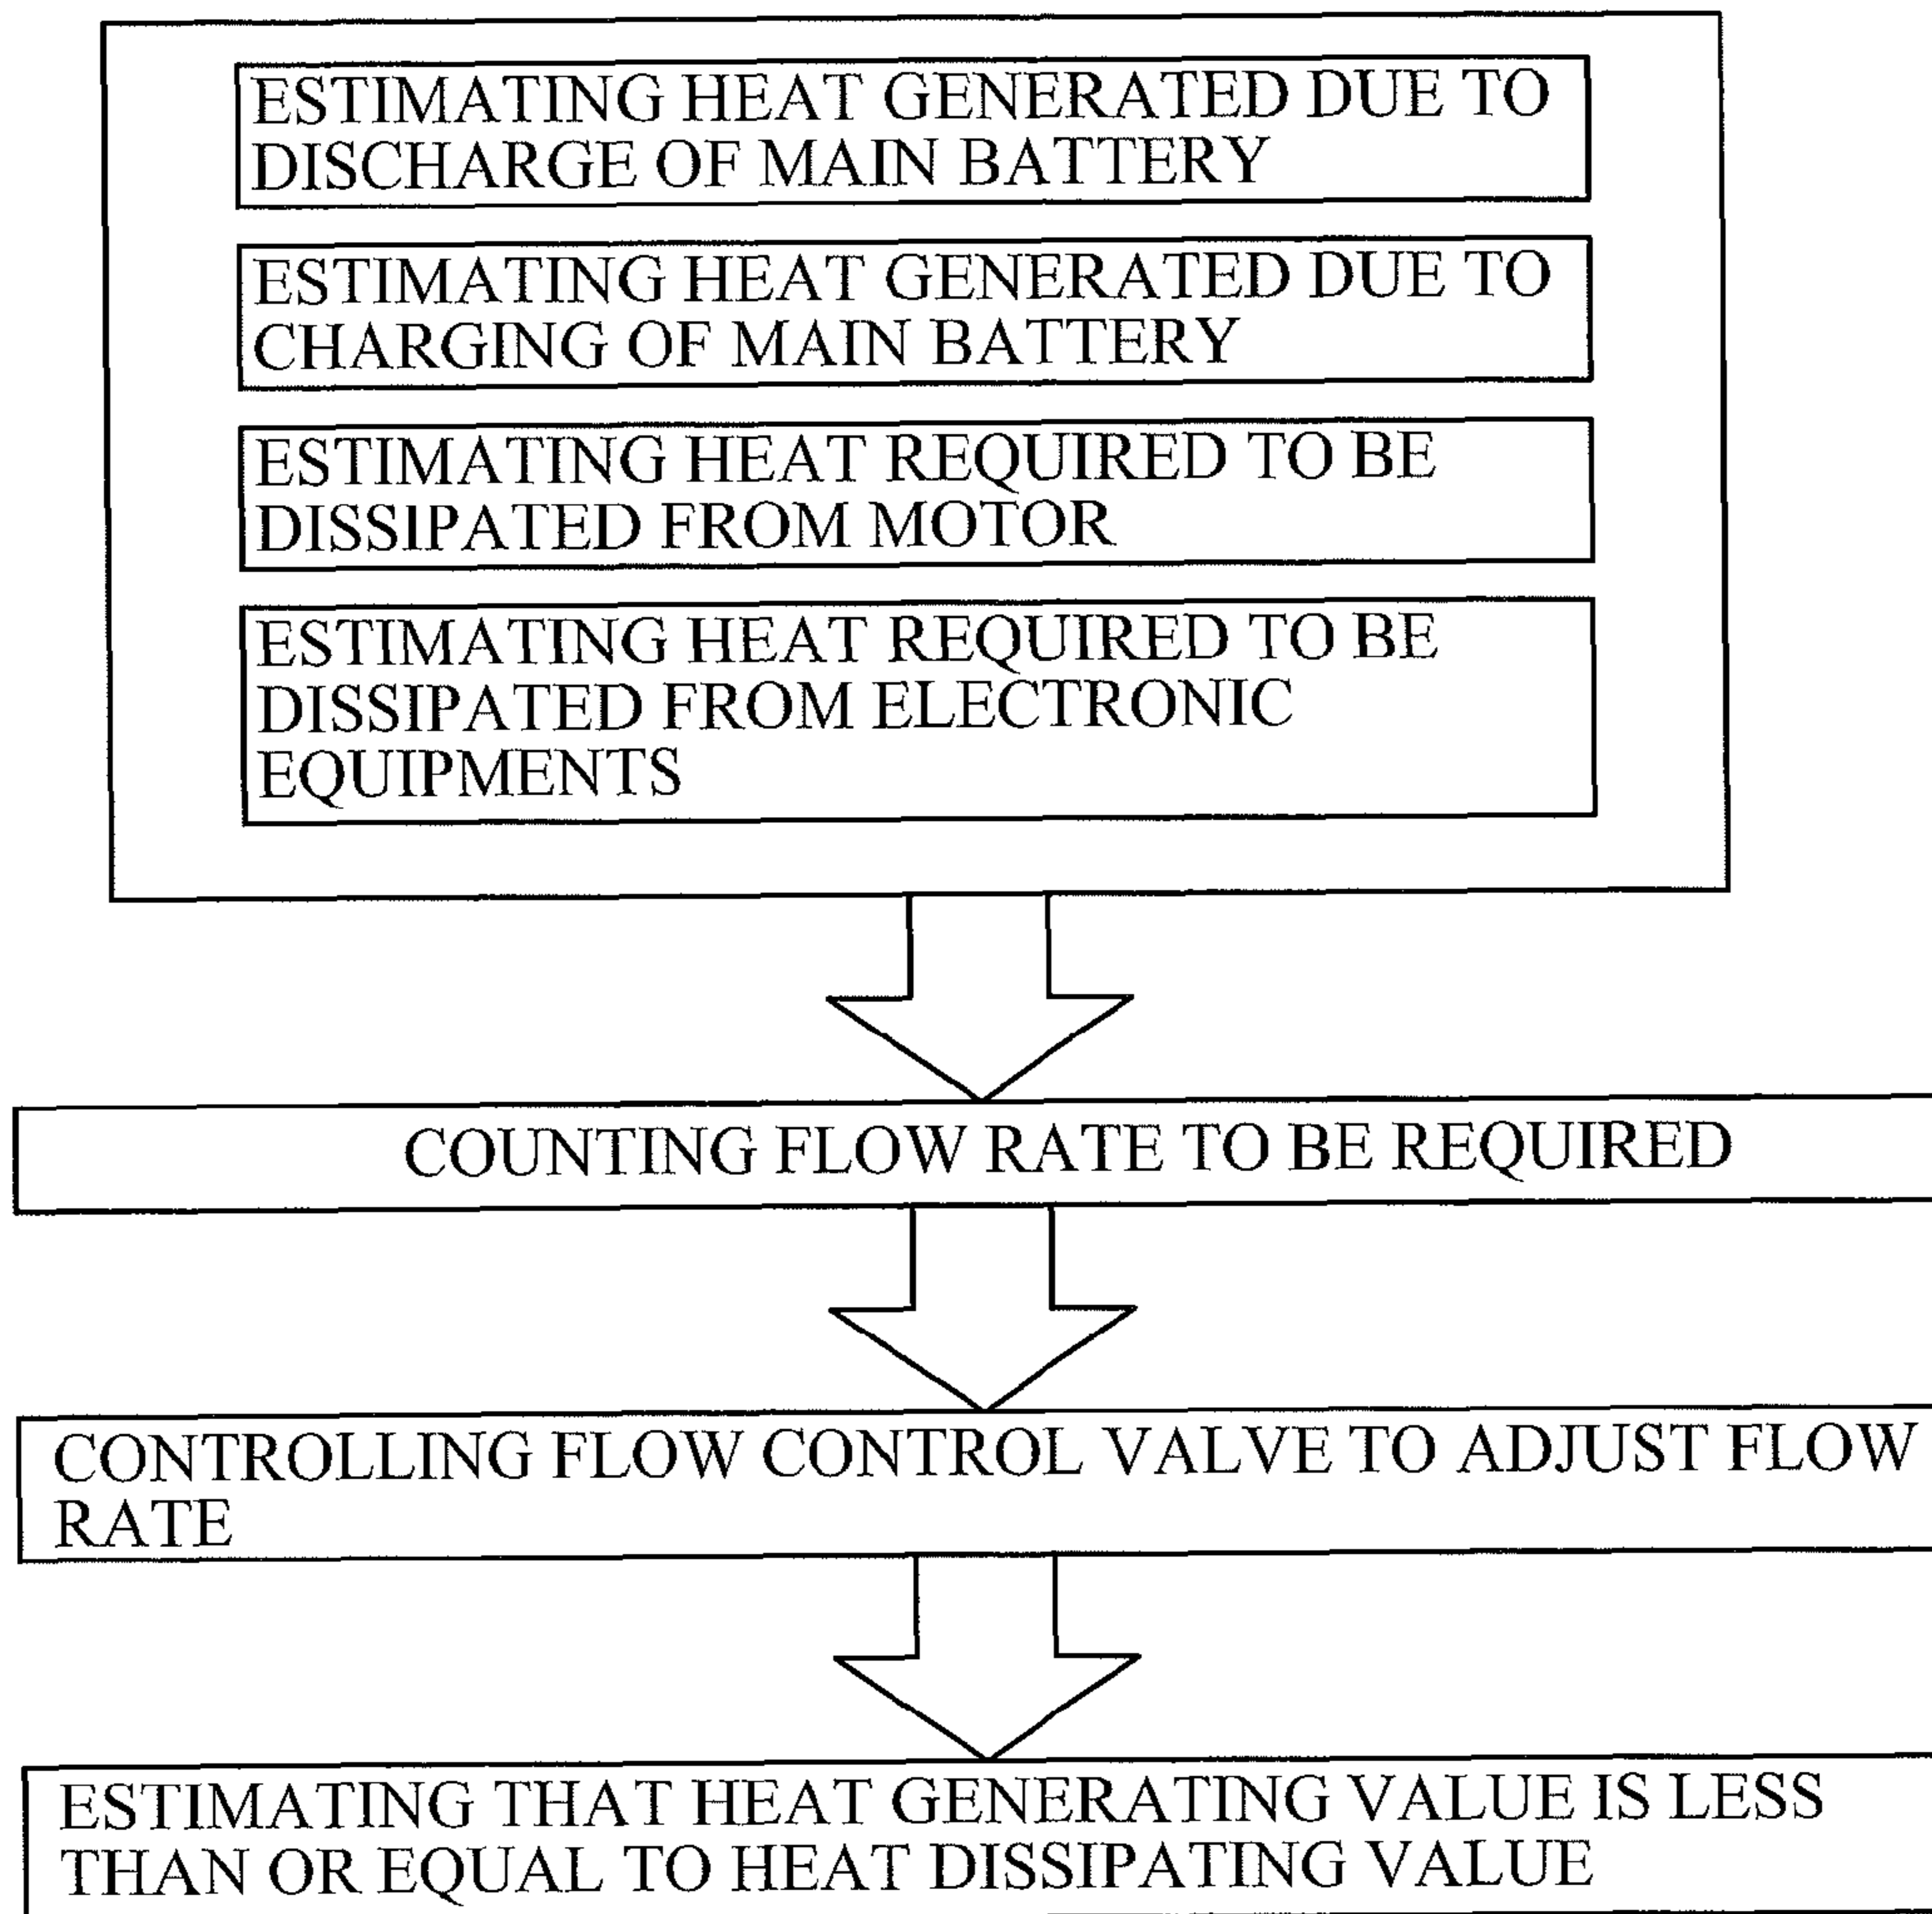 ESTIMATING HEAT GENERATED DUE TO
DISCHARGE OF MAIN BATTERY
ESTIMATING HEAT GENERATED DUE TO
CHARGING OF MAIN BATTERY
ESTIMATING HEAT REQUIRED TO BE
DISSIPATED FROM MOTOR
ESTIMATING HEAT REQUIRED TO BE
DISSIPATED FROM ELECTRONIC
EQUIPMENTS
COUNTING FLOW RATE TO BE REQUIRED
CONTROLLING FLOW CONTROL VALVE TO ADJUST FLOW
RATE
ESTIMATING THAT HEAT GENERATING VALUE IS LESS
THAN OR EQUAL TO HEAT DISSIPATING VALUE